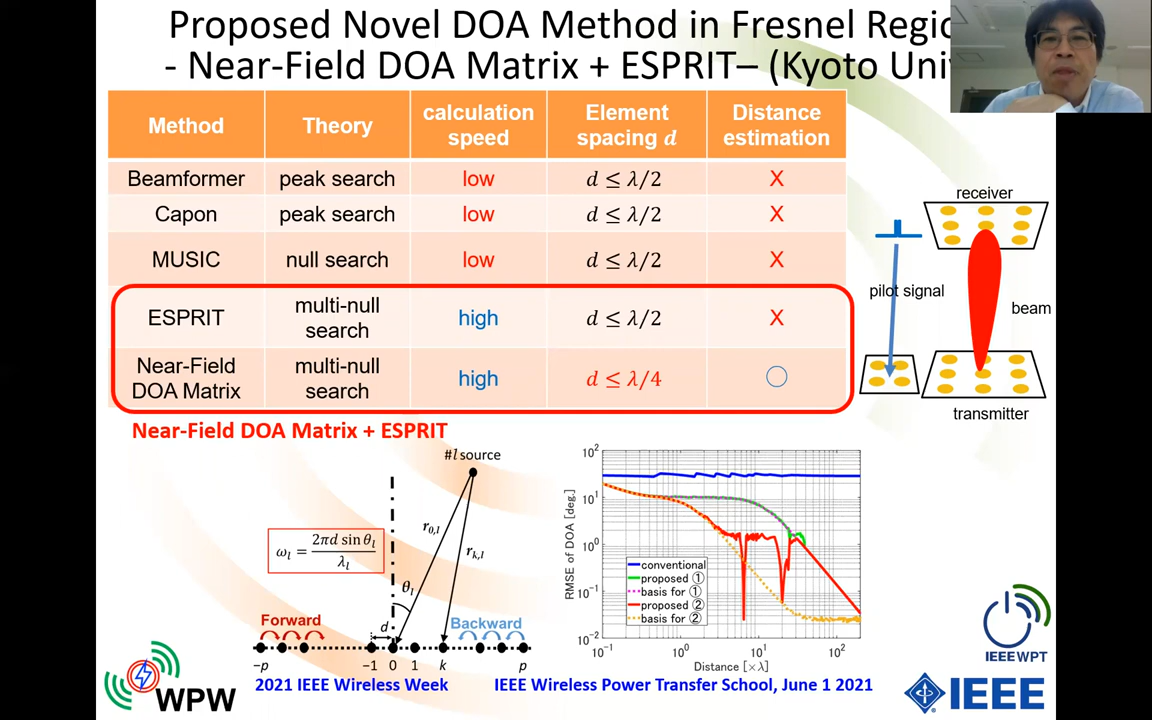 Proposed Novel DOA Method in Fresnel Regio
- Near-Field DOA Matrix + ESPRIT– (Kyoto Uni
Method Theory calculation speed Element spacing d Distance estimation
Beamformer peak search low d ≤ λ/2 X
Capon peak search low d ≤ λ/2 X
MUSIC null search low d ≤ λ/2 X
ESPRIT multi-null search high d ≤ λ/2 X
Near-Field DOA Matrix multi-null search high d ≤ λ/4 ○
receiver
pilot signal
beam
transmitter
Near-Field DOA Matrix + ESPRIT
#l source
r0,l
rk,l
ωl = 2πd sin θl / λl
θl
Forward
d
Backward
−p −1 0 1 k p
10² 
10¹
10⁰
10⁻¹
10⁻²
RMSE of DOA [deg.]
conventional
proposed ①
basis for ①
proposed ②
basis for ②
10⁻¹ 10⁰ 10¹ 10²
Distance [×λ]
IEEE WPT
WPW
2021 IEEE Wireless Week IEEE Wireless Power Transfer School, June 1 2021
IEEE